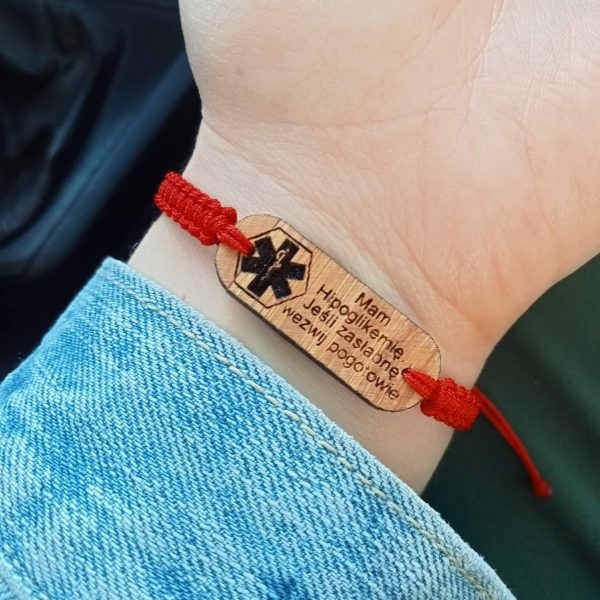 Mam
Hipoglikemię
Jeśli zasłabnę
wezwij pogotowie